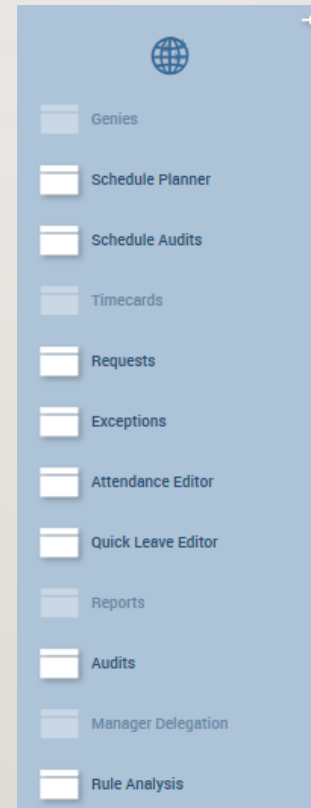 Genies
Schedule Planner
Schedule Audits
Timecards
Requests
Exceptions
Attendance Editor
Quick Leave Editor
Reports
Audits
Manager Delegation
Rule Analysis